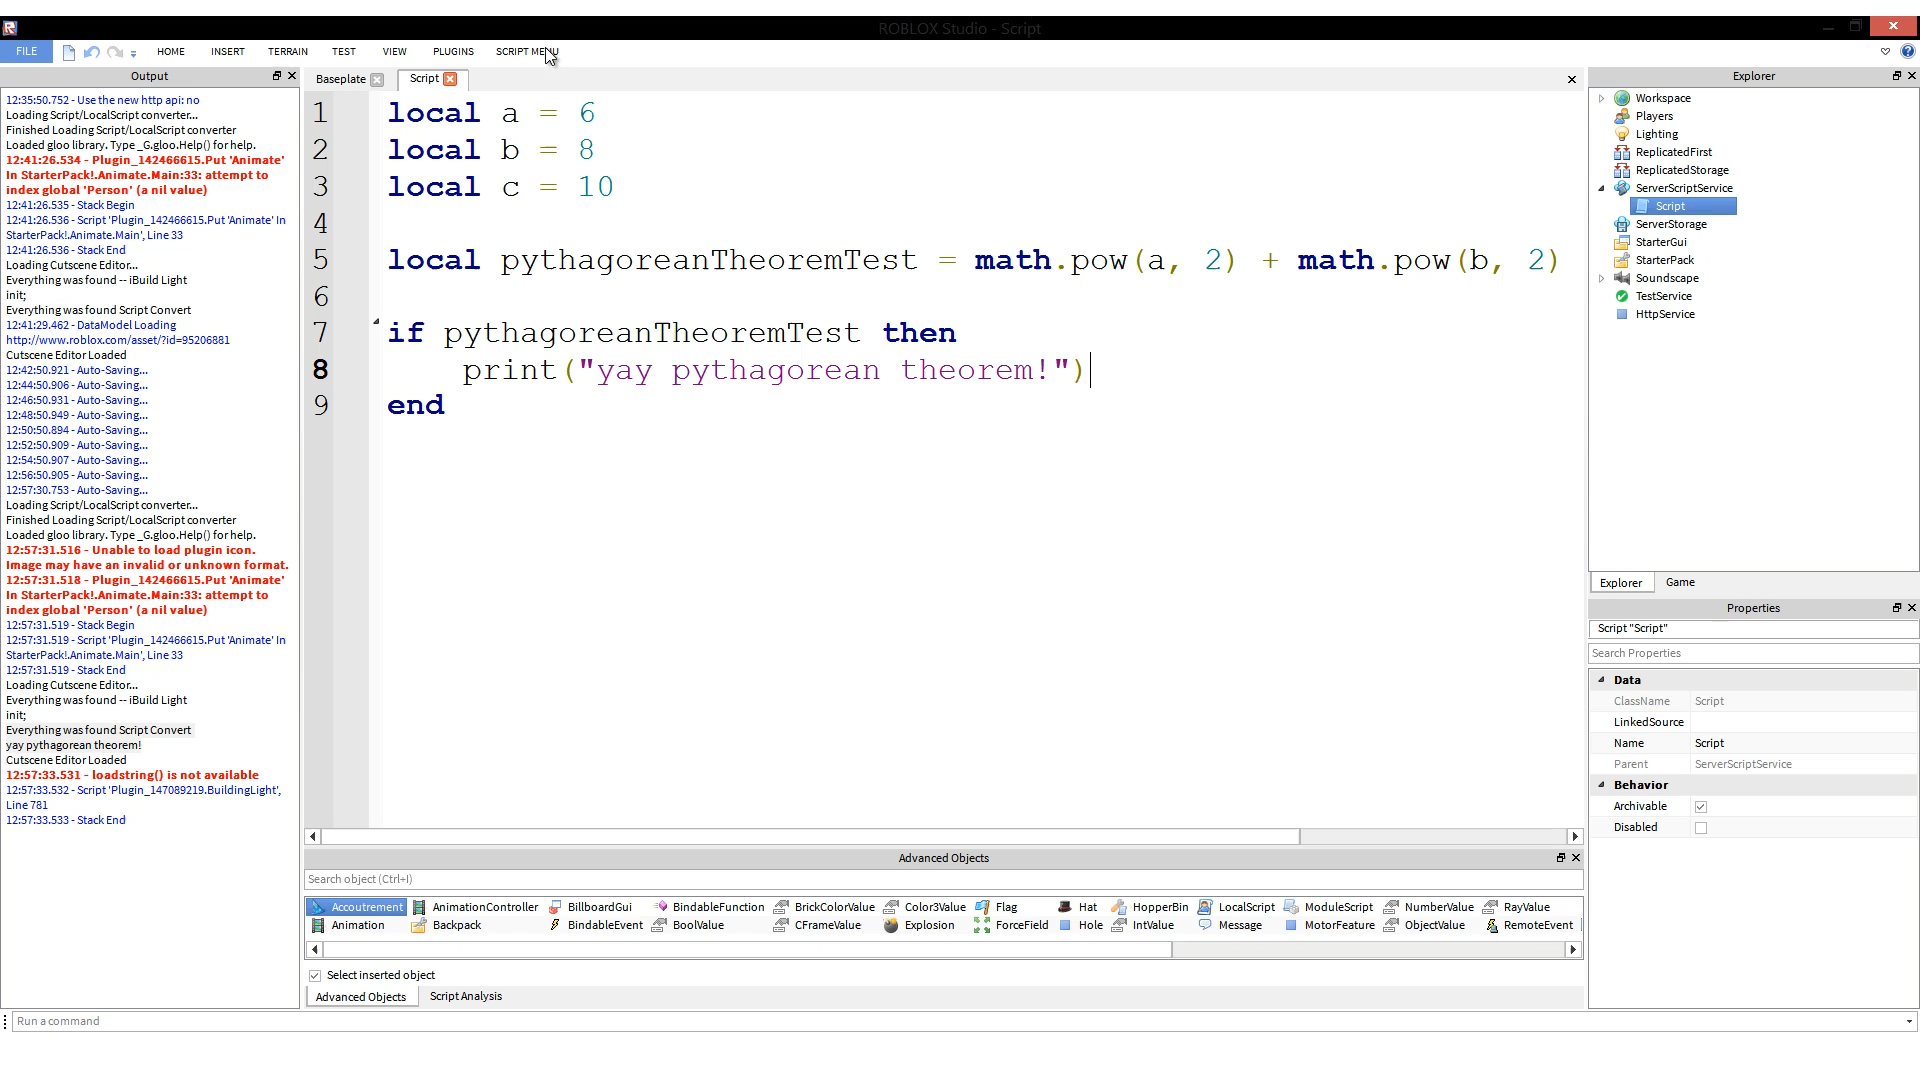 ROBLOX Studio - Script
FILE HOME INSERT TERRAIN TEST VIEW PLUGINS SCRIPT MENU
Output
12:35:50.752 - Use the new http api: no
Loading Script/LocalScript converter...
Finished Loading Script/LocalScript converter
Loaded gloo library. Type _G.gloo.Help() for help.
12:41:26.534 - Plugin_142466615.Put 'Animate'
In StarterPack!.Animate.Main:33: attempt to
index global 'Person' (a nil value)
12:41:26.535 - Stack Begin
12:41:26.536 - Script 'Plugin_142466615.Put 'Animate' In
StarterPack!.Animate.Main', Line 33
12:41:26.536 - Stack End
Loading Cutscene Editor...
Everything was found -- iBuild Light
init;
Everything was found Script Convert
12:41:29.462 - DataModel Loading
http://www.roblox.com/asset/?id=95206881
Cutscene Editor Loaded
12:42:50.921 - Auto-Saving...
12:44:50.906 - Auto-Saving...
12:46:50.931 - Auto-Saving...
12:48:50.949 - Auto-Saving...
12:50:50.894 - Auto-Saving...
12:52:50.909 - Auto-Saving...
12:54:50.907 - Auto-Saving...
12:56:50.905 - Auto-Saving...
12:57:30.753 - Auto-Saving...
Loading Script/LocalScript converter...
Finished Loading Script/LocalScript converter
Loaded gloo library. Type _G.gloo.Help() for help.
12:57:31.516 - Unable to load plugin icon.
Image may have an invalid or unknown format.
12:57:31.518 - Plugin_142466615.Put 'Animate'
In StarterPack!.Animate.Main:33: attempt to
index global 'Person' (a nil value)
12:57:31.519 - Stack Begin
12:57:31.519 - Script 'Plugin_142466615.Put 'Animate' In
StarterPack!.Animate.Main', Line 33
12:57:31.519 - Stack End
Loading Cutscene Editor...
Everything was found -- iBuild Light
init;
Everything was found Script Convert
yay pythagorean theorem!
Cutscene Editor Loaded
12:57:33.531 - loadstring() is not available
12:57:33.532 - Script 'Plugin_147089219.BuildingLight',
Line 781
12:57:33.533 - Stack End
Baseplate Script
1 local a = 6
2 local b = 8
3 local c = 10
4
5 local pythagoreanTheoremTest = math.pow(a, 2) + math.pow(b, 2)
6
7 if pythagoreanTheoremTest then
8 print("yay pythagorean theorem!")
9 end
Advanced Objects
Search object (Ctrl+I)
Accoutrement AnimationController BillboardGui BindableFunction BrickColorValue Color3Value Flag Hat HopperBin LocalScript ModuleScript NumberValue RayValue
Animation Backpack BindableEvent BoolValue CFrameValue Explosion ForceField Hole IntValue Message MotorFeature ObjectValue RemoteEvent
Select inserted object
Advanced Objects Script Analysis
Explorer
Workspace
Players
Lighting
ReplicatedFirst
ReplicatedStorage
ServerScriptService
Script
ServerStorage
StarterGui
StarterPack
Soundscape
TestService
HttpService
Explorer Game
Properties
Script "Script"
Search Properties
Data
ClassName Script
LinkedSource
Name Script
Parent ServerScriptService
Behavior
Archivable
Disabled
Run a command